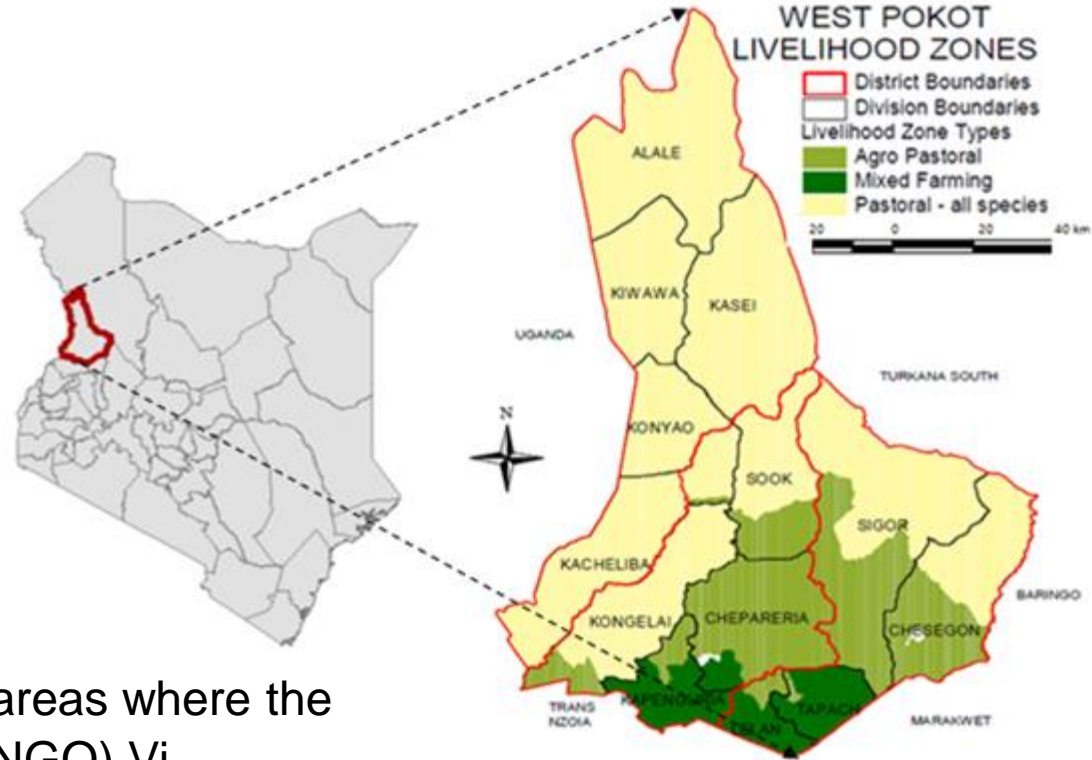 WEST POKOT
LIVELIHOOD ZONES
District Boundaries
Division Boundaries
Livelihood Zone Types
Agro Pastoral
Mixed Farming
Pastoral - all species
20 0 20 40 km
ALALE
KIWAWA
KASEI
UGANDA
TURKANA SOUTH
N
KONYAO
SOOK
SIGOR
KACHELIBA
BARINGO
KONGELAI
CHEPARERIA
CHESEGON
KAPENGURIA
TAPACH
TRANS
NZOIA
MARAKWET
areas where the
NGO) Vi